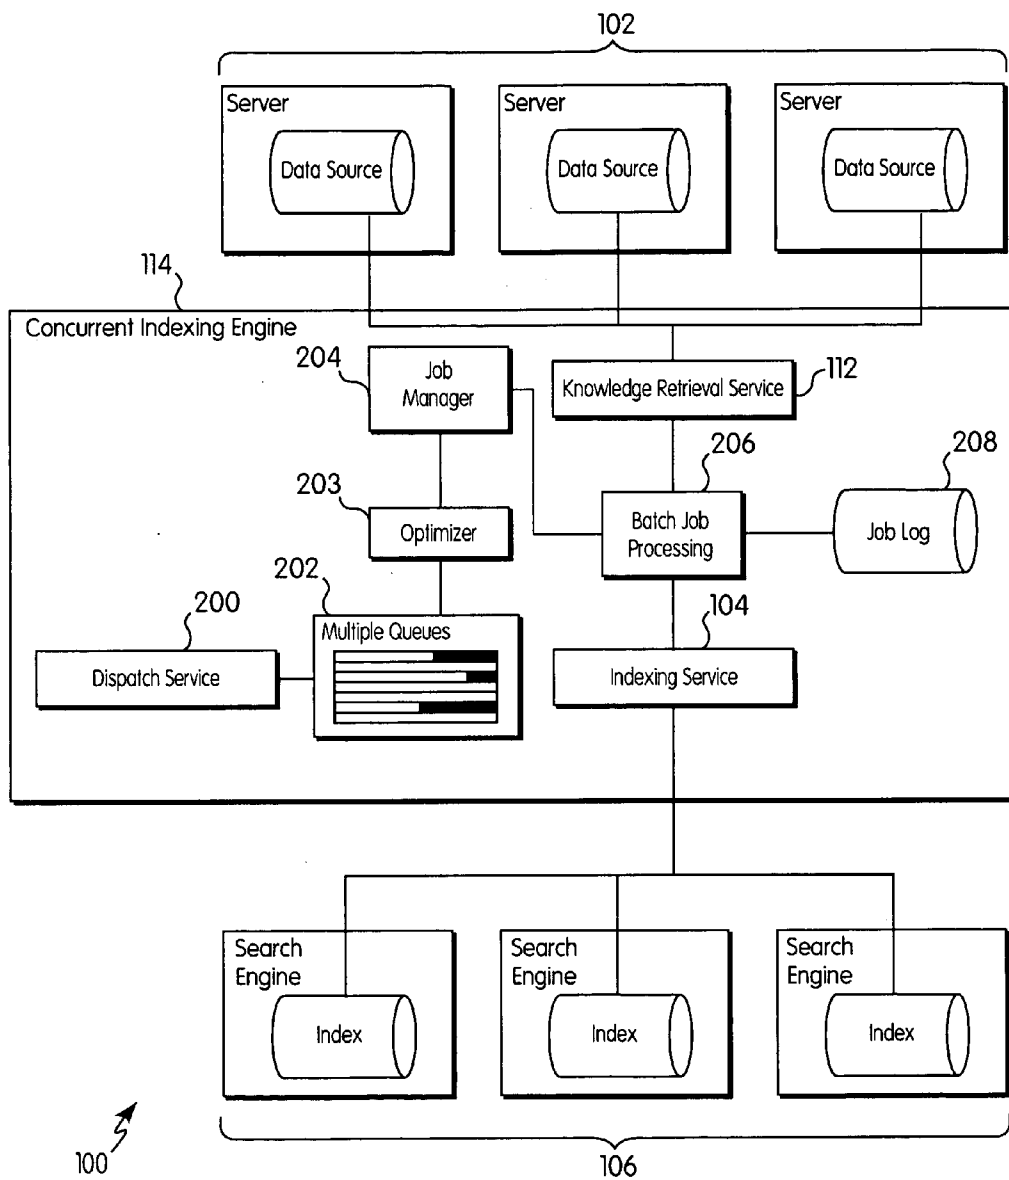 102
Server
Server
Server
Data Source
Data Source
Data Source
114
Concurrent Indexing Engine
204
Job
Manager
Knowledge Retrieval Service
112
206
208
203
Optimizer
Batch Job
Processing
Job Log
202
200
104
Multiple Queues
Dispatch Service
Indexing Service
Search
Engine
Search
Engine
Search
Engine
Index
Index
Index
100
106